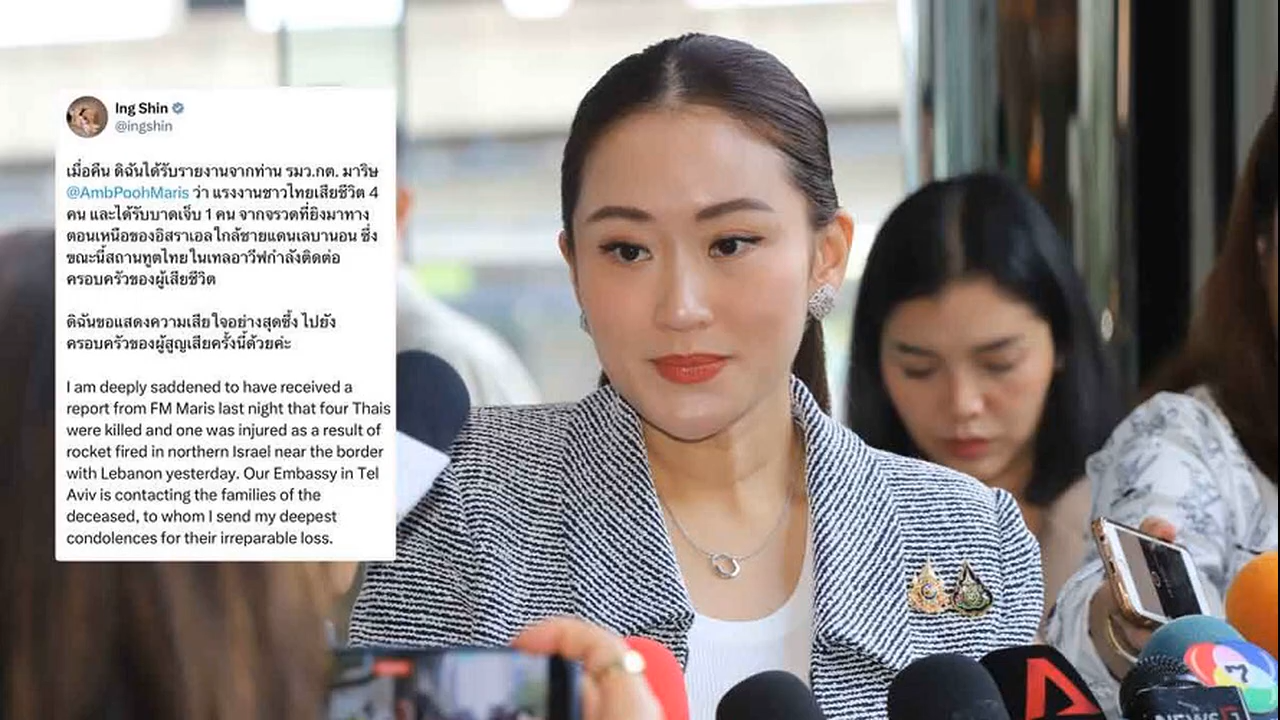 Ing Shin
@ingshin
เมื่อคืน ดิฉันได้รับรายงานจากท่าน รมว.กต. มาริษ
@AmbPoohMaris ว่า แรงงานชาวไทยเสียชีวิต 4
คน และได้รับบาดเจ็บ 1 คน จากจรวดที่ยิงมาทาง
ตอนเหนือของอิสราเอลใกล้ชายแดนเลบานอน ซึ่ง
ขณะนี้สถานทูตไทยในเทลอาวีฟกำลังติดต่อ
ครอบครัวของผู้เสียชีวิต
ดิฉันขอแสดงความเสียใจอย่างสุดซึ้ง ไปยัง
ครอบครัวของผู้สูญเสียครั้งนี้ด้วยค่ะ
I am deeply saddened to have received a
report from FM Maris last night that four Thais
were killed and one was injured as a result of
rocket fired in northern Israel near the border
with Lebanon yesterday. Our Embassy in Tel
Aviv is contacting the families of the
deceased, to whom I send my deepest
condolences for their irreparable loss.
7